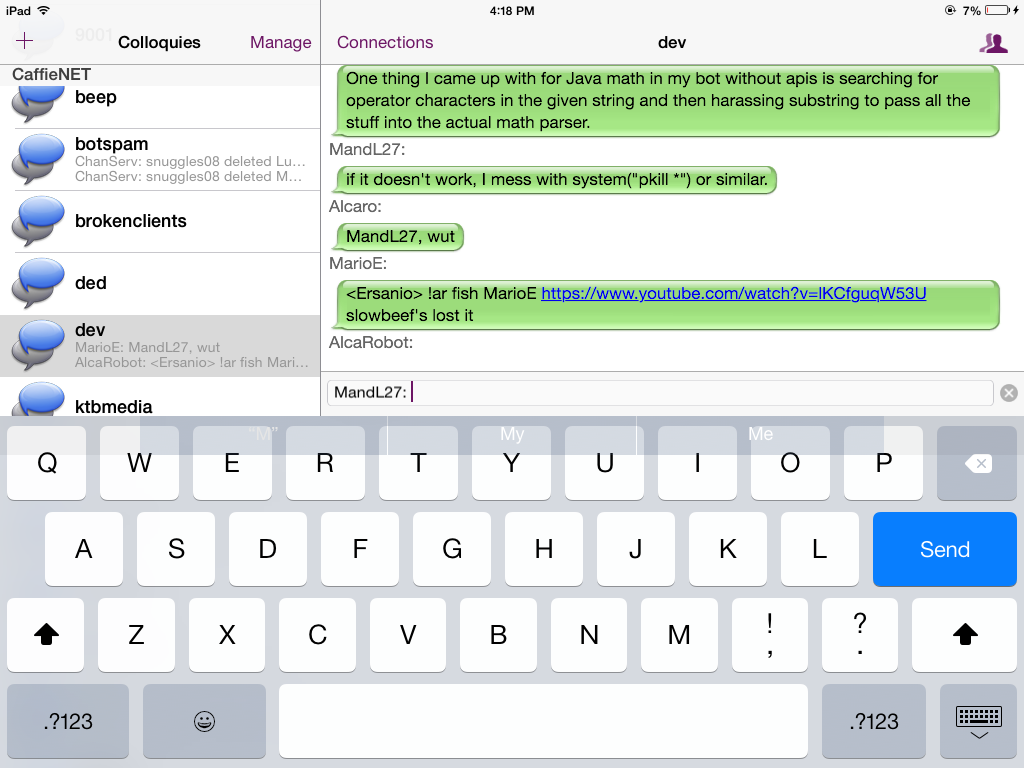 iPad
4:18 PM
7%
9001
Colloquies
Manage
CaffieNET
beep
botspam
ChanServ: snuggles08 deleted Lu…
ChanServ: snuggles08 deleted M…
brokenclients
ded
dev
MarioE: MandL27, wut
AlcaRobot: <Ersanio> !ar fish Mari…
ktbmedia
Connections
dev
One thing I came up with for Java math in my bot without apis is searching for
operator characters in the given string and then harassing substring to pass all the
stuff into the actual math parser.
MandL27:
if it doesn't work, I mess with system("pkill *") or similar.
Alcaro:
MandL27, wut
MarioE:
<Ersanio> !ar fish MarioE https://www.youtube.com/watch?v=lKCfguqW53U
slowbeef's lost it
AlcaRobot:
MandL27:
“M”
My
Me
Q W E R T Y U I O P
A S D F G H J K L Send
Z X C V B N M ! , ? .
.?123
.?123